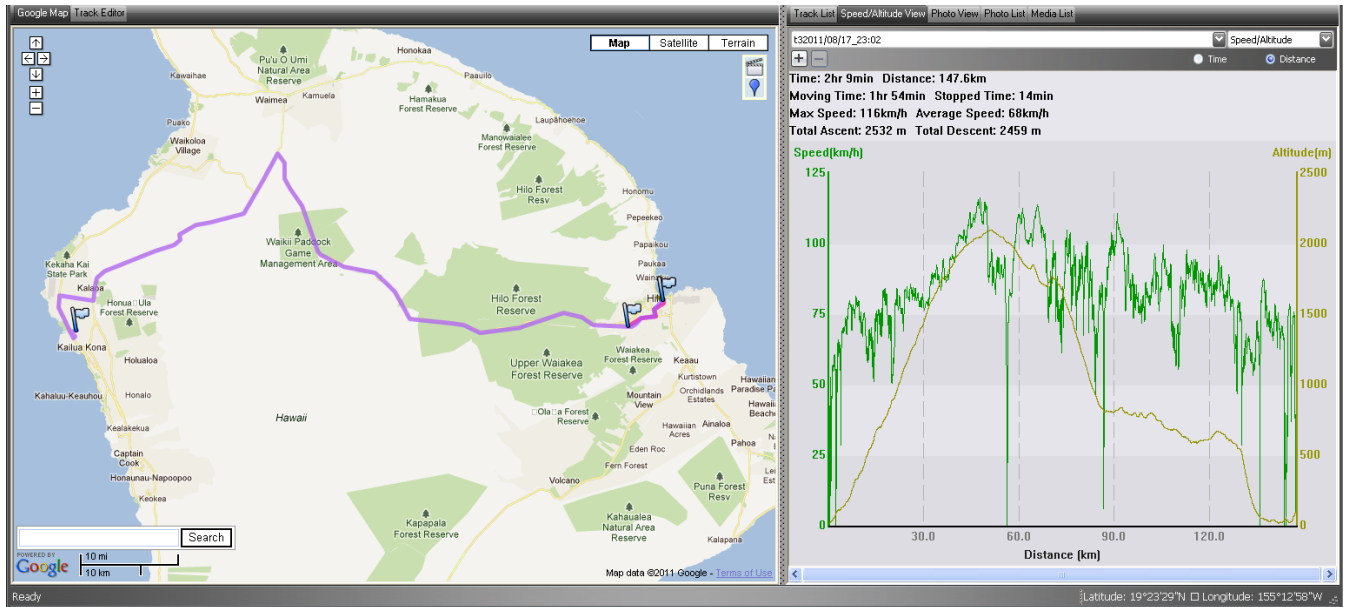 Google Map Track Editor
Map Satellite Terrain
Honokaa
Pu'u O Umi
Natural Area
Reserve
Kawaihae
Paauilo
Waimea
Kamuela
Hamakua
Forest Reserve
Puako
Laupāhoehoe
Waikoloa
Village
Manowaialee
Forest Reserve
Hilo Forest
Resv
Honomu
Pepeekeo
Waikii Paddock
Game
Management Area
Papaikou
Kekaha Kai
State Park
Paukaa
Kalaoa
Honua□Ula
Forest Reserve
Hilo Forest
Reserve
Kailua Kona
Holualoa
Upper Waiakea
Forest Reserve
Waiakea
Forest Reserve
Keaau
Kurtistown
Hawaiian
Paradise Pa
Kahaluu-Keauhou
Honalo
Mountain
View
Orchidlands
Estates
Hawaii
Beach
Hawaii
□Ola□a Forest
Reserve
Hawaiian
Acres
Ainaloa
Kealakekua
Pahoa
Eden Roc
Captain
Cook
Fern Forest
Lei
Est
Honaunau-Napoopoo
Volcano
Puna Forest
Resv
Keokea
Kapapala
Forest Reserve
Kahaualea
Natural Area
Reserve
Kalapana
Search
POWERED BY
Google
10 mi
10 km
Map data ©2011 Google - Terms of Use
Track List Speed/Altitude View Photo View Photo List Media List
t32011/08/17_23:02 Speed/Altitude
Time Distance
Time: 2hr 9min Distance: 147.6km
Moving Time: 1hr 54min Stopped Time: 14min
Max Speed: 116km/h Average Speed: 68km/h
Total Ascent: 2532 m Total Descent: 2459 m
Speed(km/h) Altitude(m)
125 2500
100 2000
75 1500
50 1000
25 500
0 0
30.0 60.0 90.0 120.0
Distance (km)
Ready
Latitude: 19°23'29"N □ Longitude: 155°12'58"W